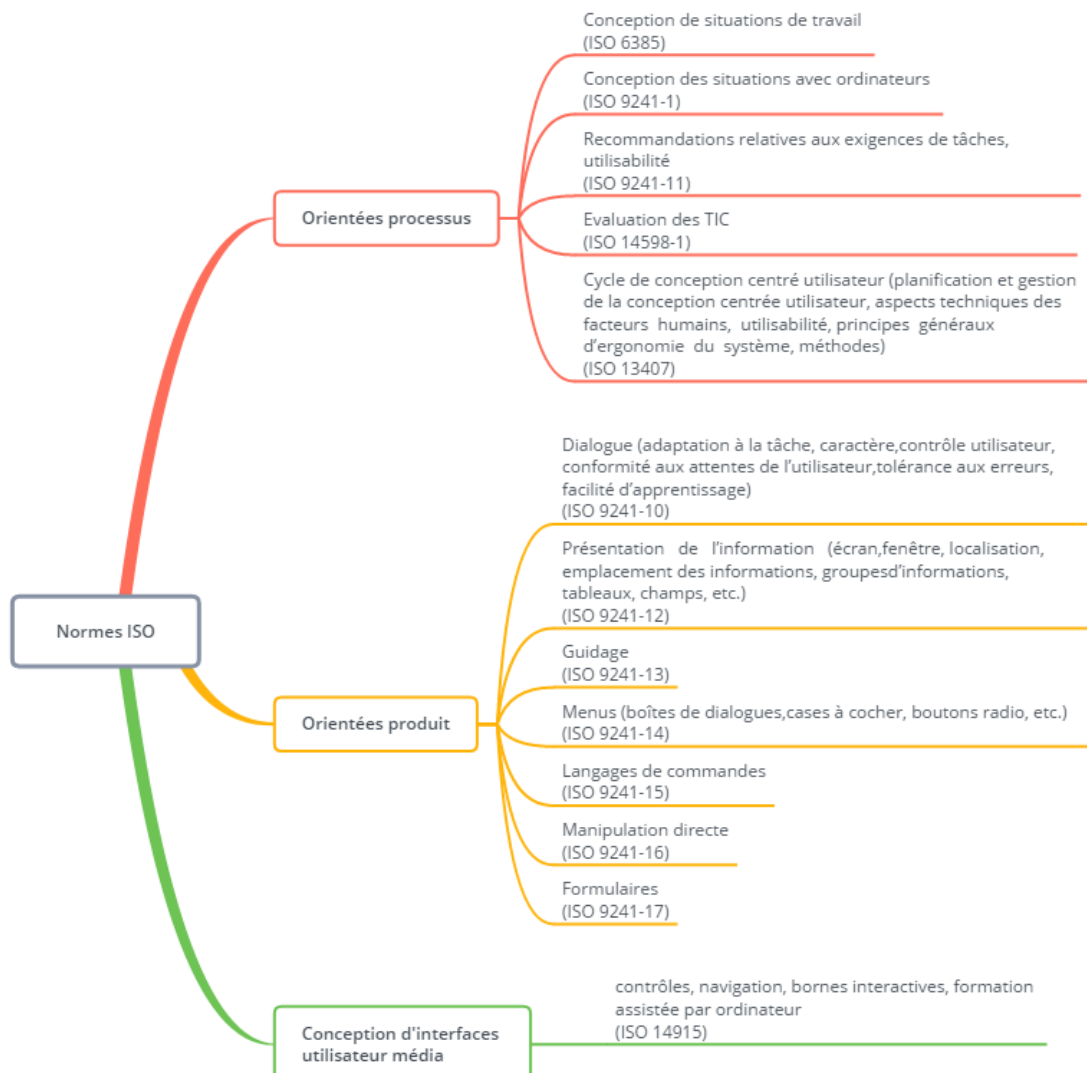 Conception de situations de travail
(ISO 6385)
Conception des situations avec ordinateurs
(ISO 9241-1)
Recommandations relatives aux exigences de tâches,
utilisabilité
(ISO 9241-11)
Orientées processus
Evaluation des TIC
(ISO 14598-1)
Cycle de conception centré utilisateur (planification et gestion
de la conception centrée utilisateur, aspects techniques des
facteurs humains, utilisabilité, principes généraux
d’ergonomie du système, méthodes)
(ISO 13407)
Normes ISO
Dialogue (adaptation à la tâche, caractère,contrôle utilisateur,
conformité aux attentes de l’utilisateur,tolérance aux erreurs,
facilité d’apprentissage)
(ISO 9241-10)
Présentation de l’information (écran,fenêtre, localisation,
emplacement des informations, groupesd’informations,
tableaux, champs, etc.)
(ISO 9241-12)
Guidage
(ISO 9241-13)
Orientées produit
Menus (boîtes de dialogues,cases à cocher, boutons radio, etc.)
(ISO 9241-14)
Langages de commandes
(ISO 9241-15)
Manipulation directe
(ISO 9241-16)
Formulaires
(ISO 9241-17)
Conception d'interfaces
utilisateur média
contrôles, navigation, bornes interactives, formation
assistée par ordinateur
(ISO 14915)